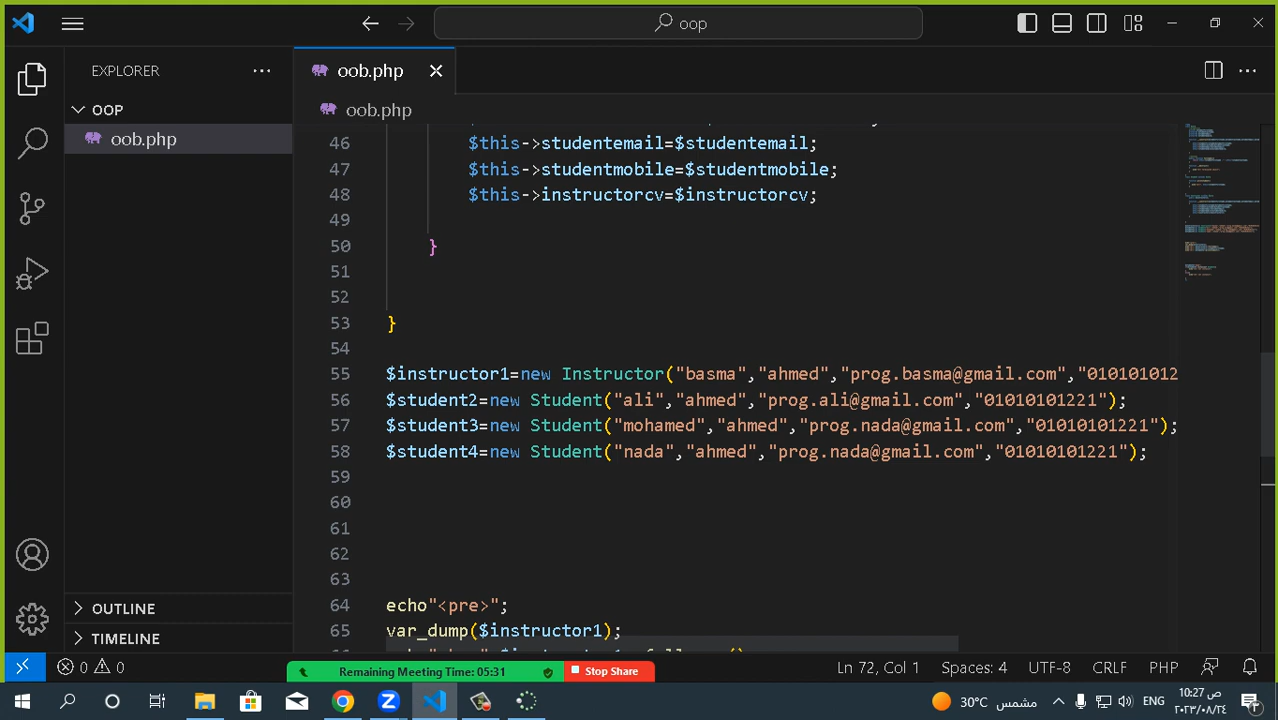 oop
EXPLORER
oob.php
OOP
oob.php
oob.php
46 $this->studentemail=$studentemail;
47 $this->studentmobile=$studentmobile;
48 $this->instructorcv=$instructorcv;
49
50 }
51
52
53 }
54
55 $instructor1=new Instructor("basma","ahmed","prog.basma@gmail.com","010101012
56 $student2=new Student("ali","ahmed","prog.ali@gmail.com","01010101221");
57 $student3=new Student("mohamed","ahmed","prog.nada@gmail.com","01010101221");
58 $student4=new Student("nada","ahmed","prog.nada@gmail.com","01010101221");
59
60
61
62
63
64 echo"<pre>";
65 var_dump($instructor1);
OUTLINE
TIMELINE
0 0
Remaining Meeting Time: 05:31
Stop Share
Ln 72, Col 1
Spaces: 4
UTF-8
CRLF
PHP
30°C مشمس
ENG
10:27 ص
٢٠٢٣/٠٨/٢٤